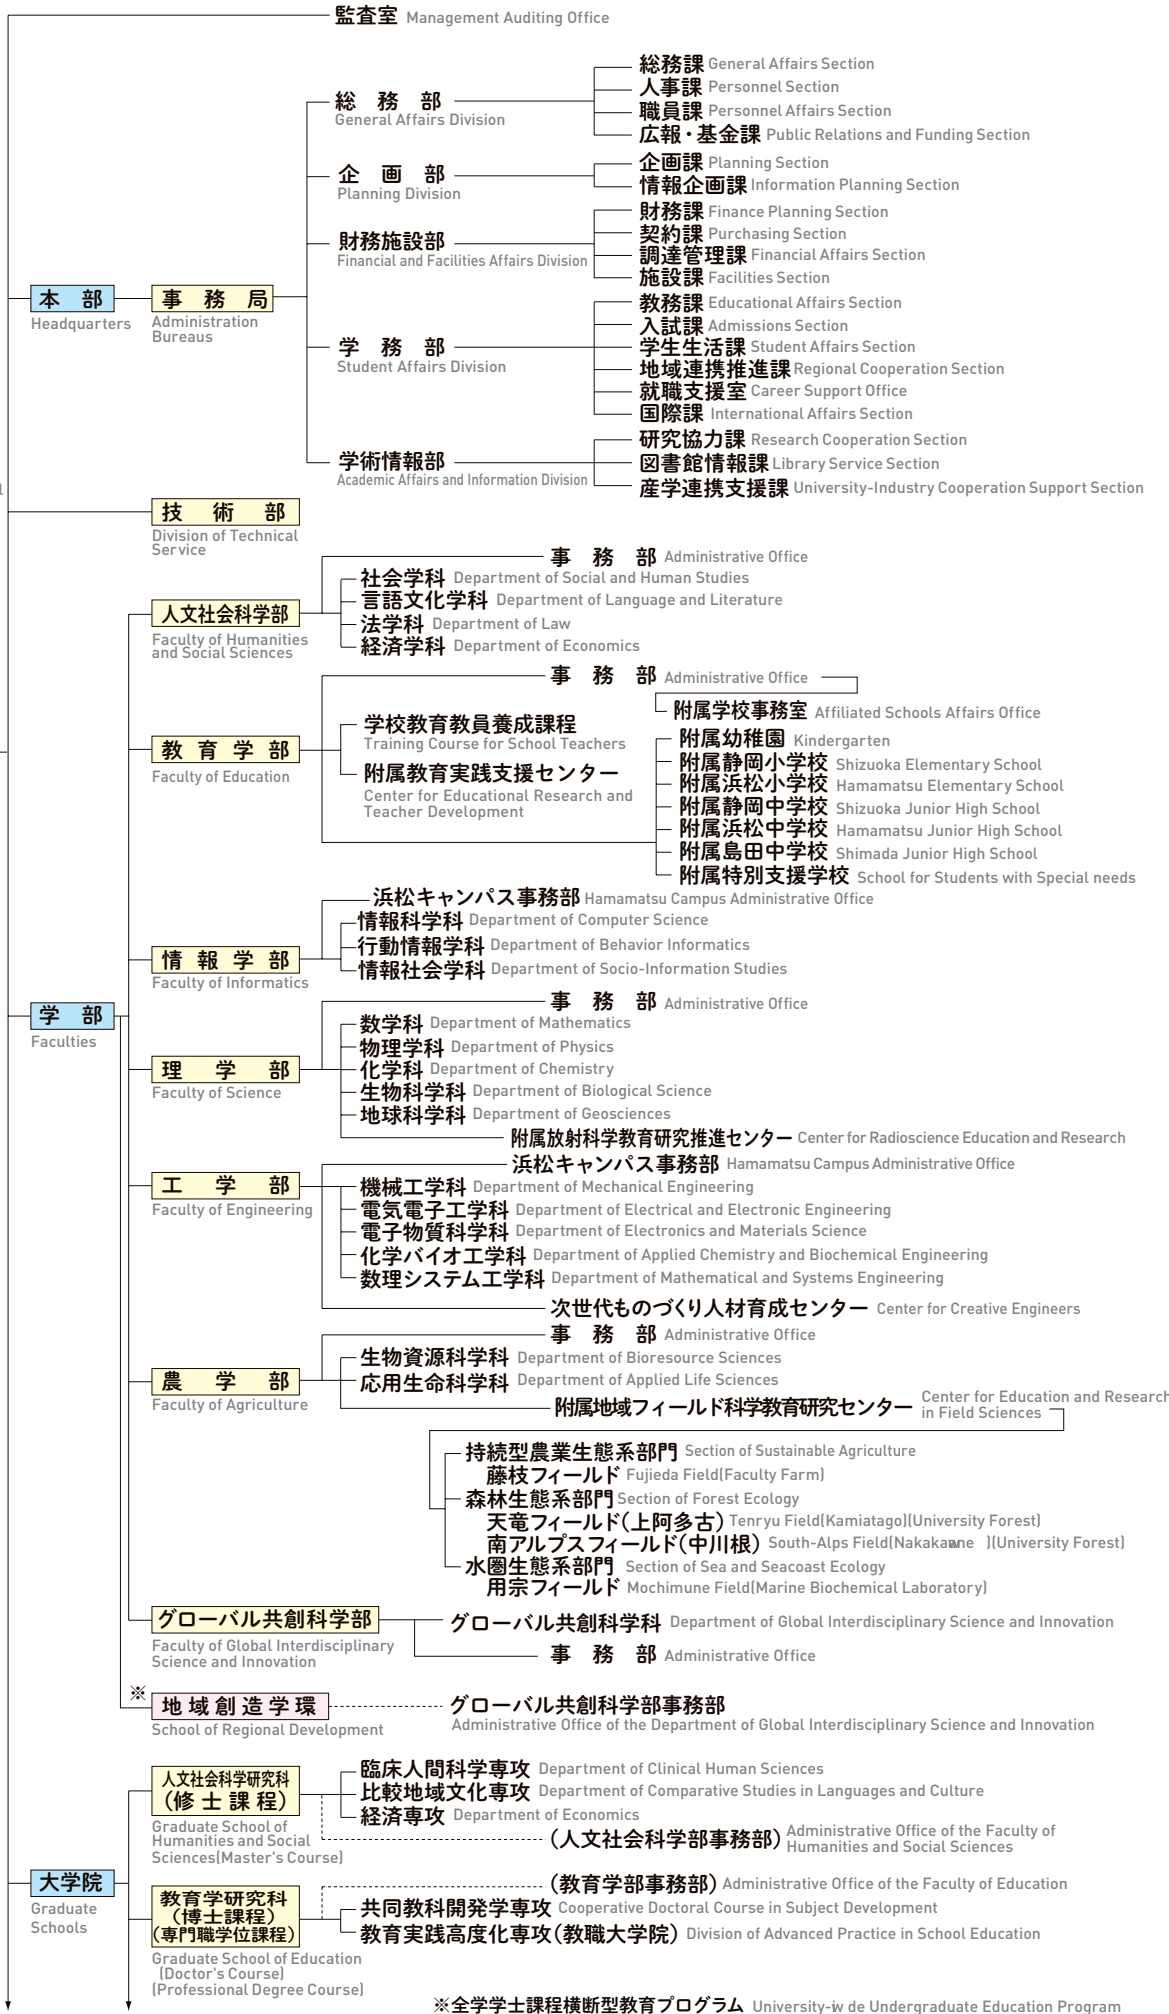 監査室 Management Auditing Office
総務課 General Affairs Section
人事課 Personnel Section
総務部
職員課 Personnel Affairs Section
General Affairs Division
広報・基金課 Public Relations and Funding Section
企画課 Planning Section
企画部
情報企画課 Information Planning Section
Planning Division
財務課 Finance Planning Section
契約課 Purchasing Section
財務施設部
調達管理課 Financial Affairs Section
Financial and Facilities Affairs Division
施設課 Facilities Section
本部 事務局
Headquarters
Administration
Bureaus
教務課 Educational Affairs Section
入試課 Admissions Section
学務部
学生生活課 Student Affairs Section
Student Affairs Division
地域連携推進課 Regional Cooperation Section
就職支援室 Career Support Office
国際課 International Affairs Section
研究協力課 Research Cooperation Section
学術情報部
図書館情報課 Library Service Section
Academic Affairs and Information Division
産学連携支援課 University-Industry Cooperation Support Section
技術部
Division of Technical
Service
事務部 Administrative Office
社会学科 Department of Social and Human Studies
言語文化学科 Department of Language and Literature
人文社会科学部
法学科 Department of Law
Faculty of Humanities
and Social Sciences
経済学科 Department of Economics
事務部 Administrative Office
附属学校事務室 Affiliated Schools Affairs Office
学校教育教員養成課程
Training Course for School Teachers
教育学部
Faculty of Education
附属教育実践支援センター
Center for Educational Research and
Teacher Development
附属幼稚園 Kindergarten
附属静岡小学校 Shizuoka Elementary School
附属浜松小学校 Hamamatsu Elementary School
附属静岡中学校 Shizuoka Junior High School
附属浜松中学校 Hamamatsu Junior High School
附属島田中学校 Shimada Junior High School
附属特別支援学校 School for Students with Special needs
浜松キャンパス事務部 Hamamatsu Campus Administrative Office
情報科学科 Department of Computer Science
行動情報学科 Department of Behavior Informatics
情報学部
情報社会学科 Department of Socio-Information Studies
Faculty of Informatics
学部
Faculties
事務部 Administrative Office
数学科 Department of Mathematics
物理学科 Department of Physics
理学部
化学科 Department of Chemistry
Faculty of Science
生物科学科 Department of Biological Science
地球科学科 Department of Geosciences
附属放射科学教育研究推進センター Center for Radioscience Education and Research
浜松キャンパス事務部 Hamamatsu Campus Administrative Office
工学部
機械工学科 Department of Mechanical Engineering
Faculty of Engineering
電気電子工学科 Department of Electrical and Electronic Engineering
電子物質科学科 Department of Electronics and Materials Science
化学バイオ工学科 Department of Applied Chemistry and Biochemical Engineering
数理システム工学科 Department of Mathematical and Systems Engineering
次世代ものづくり人材育成センター Center for Creative Engineers
事務部 Administrative Office
生物資源科学科 Department of Bioresource Sciences
農学部
応用生命科学科 Department of Applied Life Sciences
Faculty of Agriculture
附属地域フィールド科学教育研究センター Center for Education and Research
in Field Sciences
持続型農業生態系部門 Section of Sustainable Agriculture
藤枝フィールド Fujieda Field(Faculty Farm)
森林生態系部門 Section of Forest Ecology
天竜フィールド(上阿多古) Tenryu Field(Kamiatago)(University Forest)
南アルプスフィールド(中川根) South-Alps Field(Nakakawane)(University Forest)
水圏生態系部門 Section of Sea and Seacoast Ecology
用宗フィールド Mochimune Field(Marine Biochemical Laboratory)
グローバル共創科学部
グローバル共創科学科 Department of Global Interdisciplinary Science and Innovation
Faculty of Global Interdisciplinary
Science and Innovation
事務部 Administrative Office
※
地域創造学環
School of Regional Development
グローバル共創科学部事務部
Administrative Office of the Department of Global Interdisciplinary Science and Innovation
人文社会科学研究科
(修士課程)
Graduate School of
Humanities and Social
Sciences(Master's Course)
臨床人間科学専攻 Department of Clinical Human Sciences
比較地域文化専攻 Department of Comparative Studies in Languages and Culture
経済専攻 Department of Economics
(人文社会科学部事務部) Administrative Office of the Faculty of
Humanities and Social Sciences
大学院
Graduate
Schools
教育学研究科
(博士課程)
(専門職学位課程)
Graduate School of Education
(Doctor's Course)
(Professional Degree Course)
(教育学部事務部) Administrative Office of the Faculty of Education
共同教科開発学専攻 Cooperative Doctoral Course in Subject Development
教育実践高度化専攻(教職大学院) Division of Advanced Practice in School Education
※全学学士課程横断型教育プログラム University-wide Undergraduate Education Program